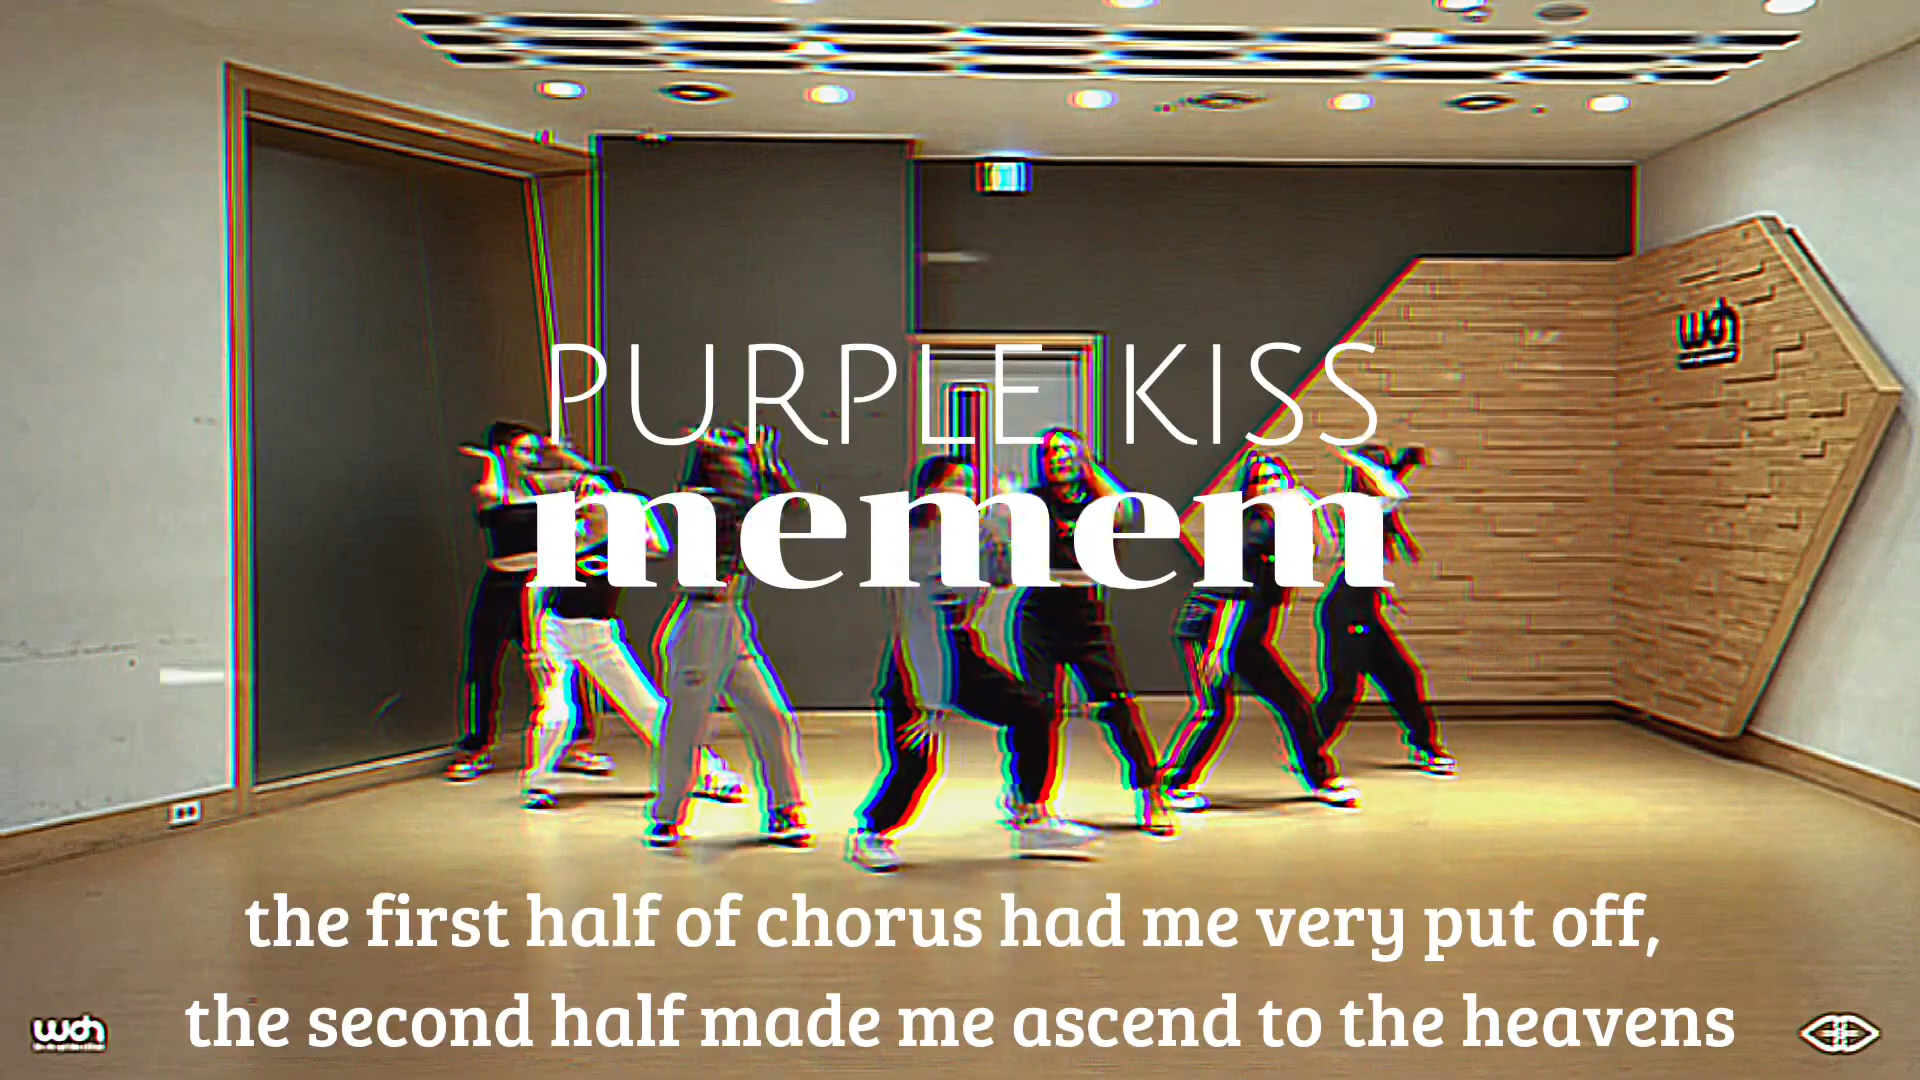 PURPLE KISS
memem
the first half of chorus had me very put off,
the second half made me ascend to the heavens